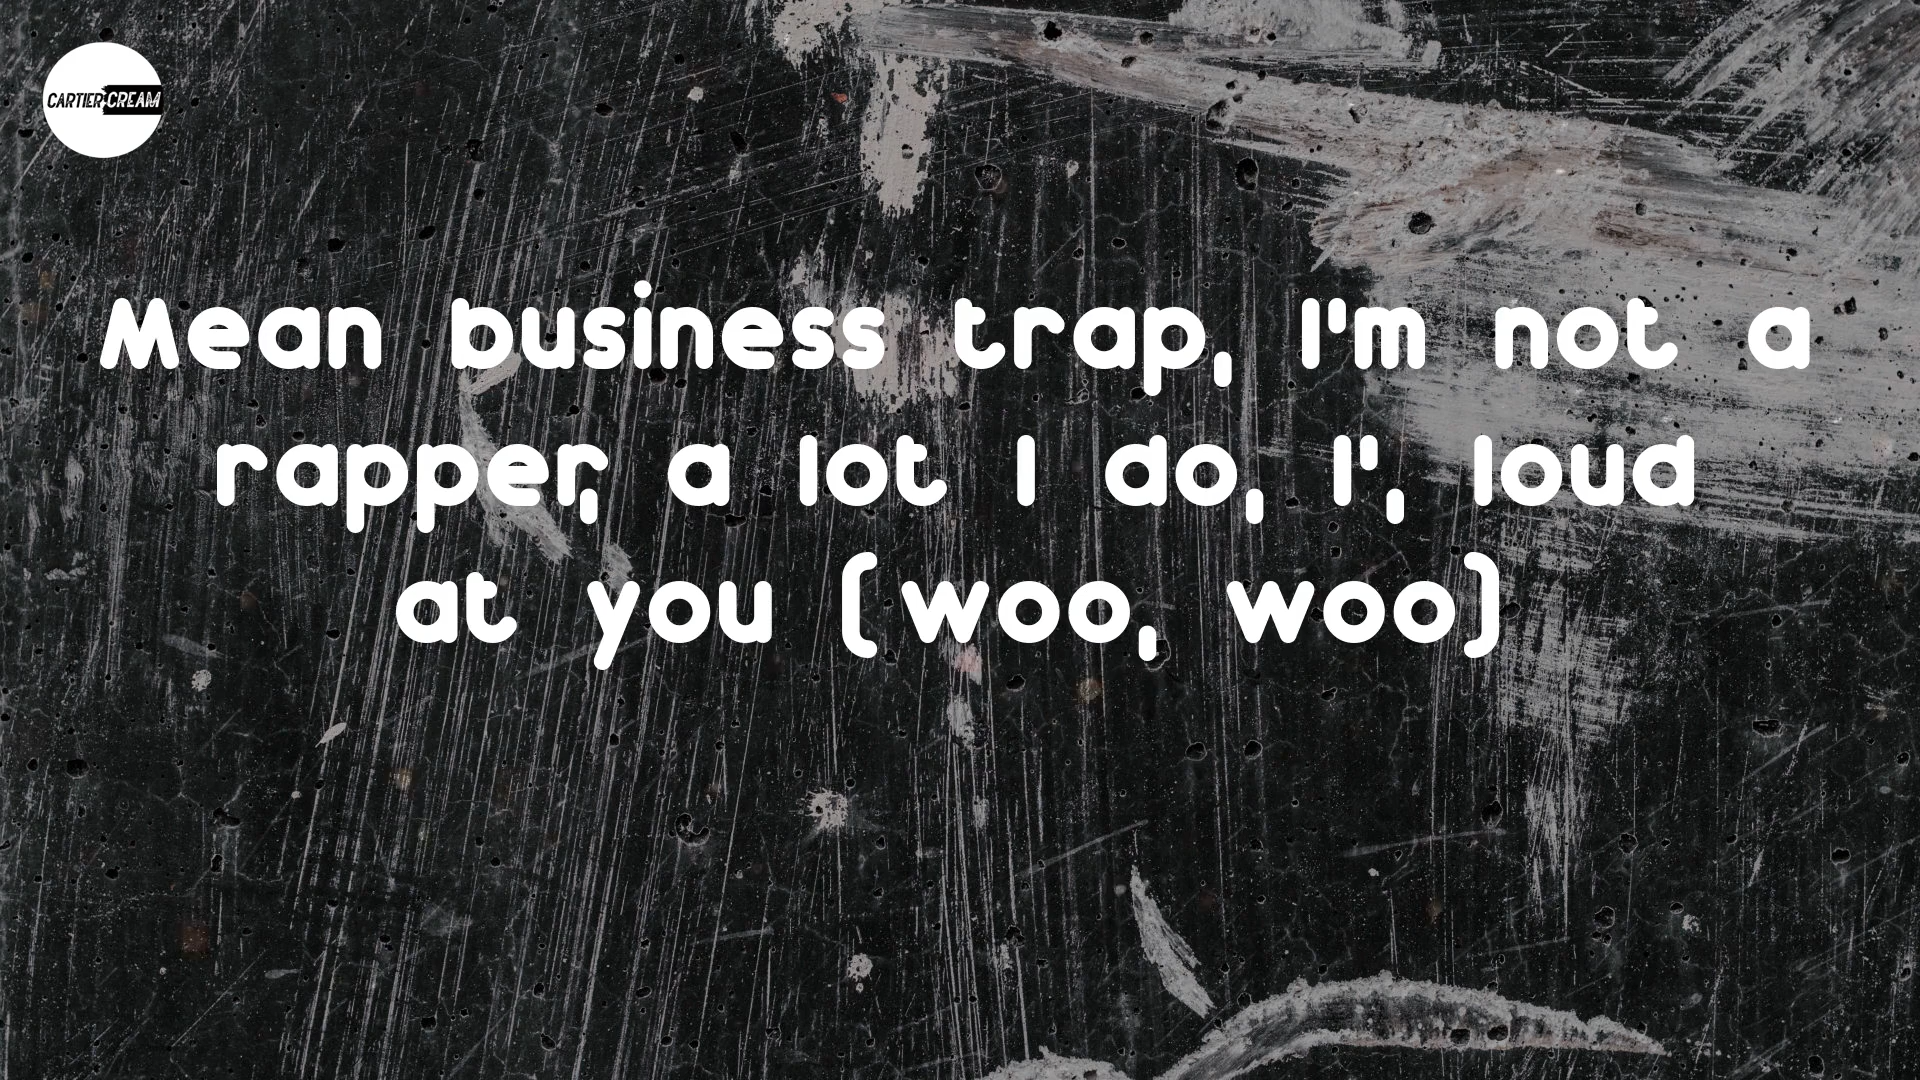 CARTIER CREAM
Mean business trap, I'm not a
rapper, a lot I do, I', loud
at you (woo, woo)